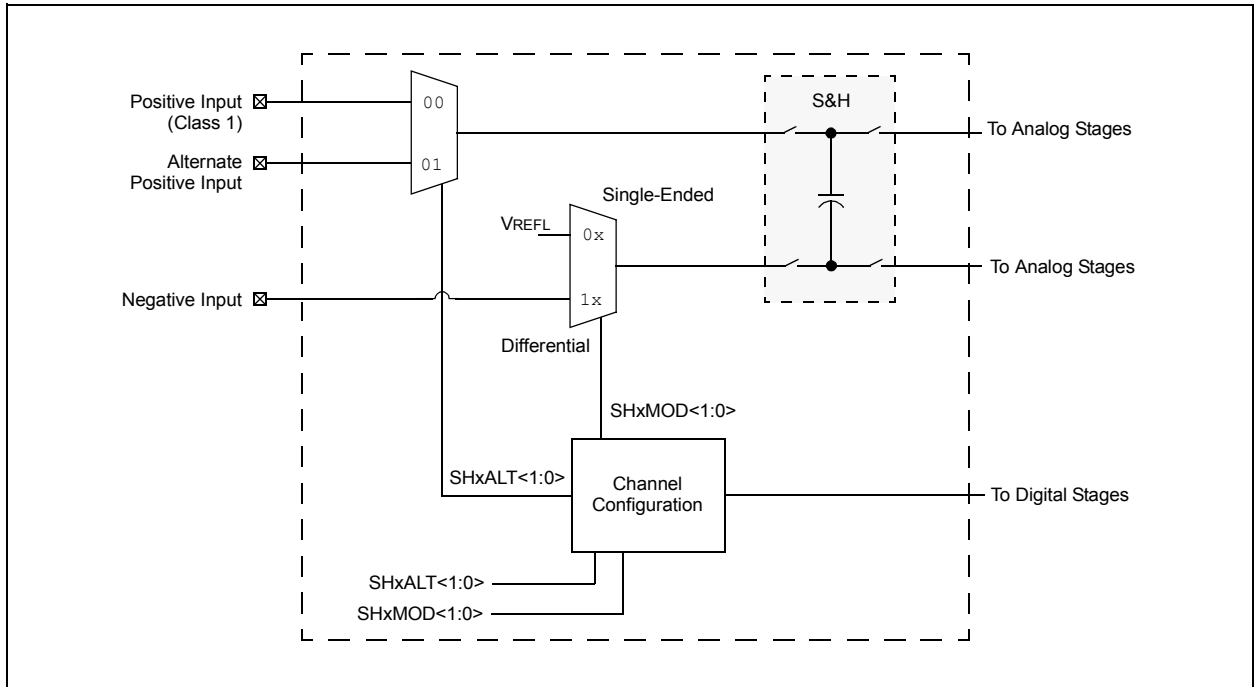 Positive Input
(Class 1)
00
S&H
To Analog Stages
Alternate
Positive Input
01
Single-Ended
VREFL
0x
To Analog Stages
Negative Input
1x
Differential
SHxMOD<1:0>
SHxALT<1:0>
Channel
Configuration
To Digital Stages
SHxALT<1:0>
SHxMOD<1:0>